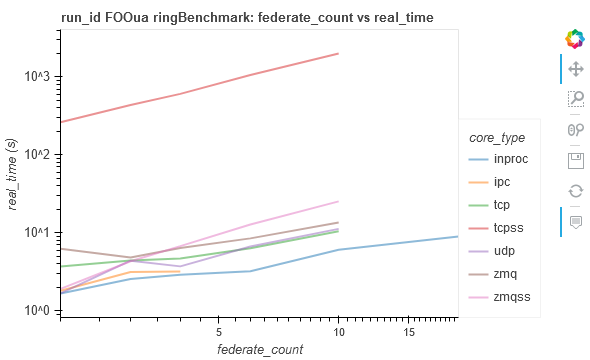 run_id FOOua ringBenchmark: federate_count vs real_time
real_time (s)
10^3
10^2
10^1
10^0
5
10
15
federate_count
core_type
inproc
ipc
tcp
tcpss
udp
zmq
zmqss